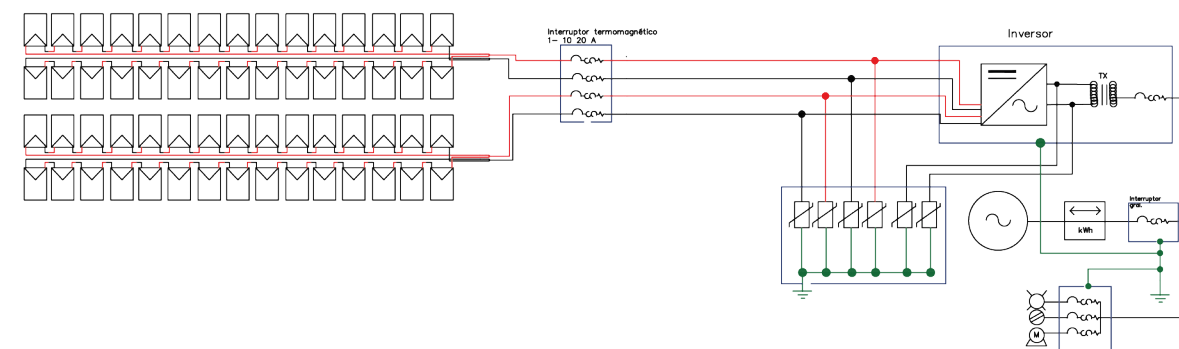 Interruptor termomagnético
1- 10 20 A
Inversor
TX
Interruptor
gral.
kWh
M